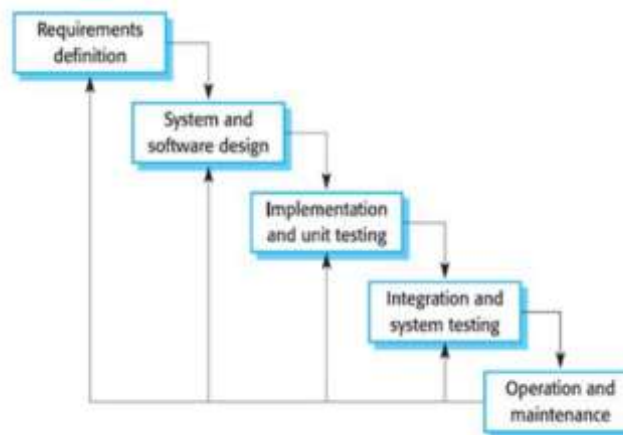 Requirements
definition
System and
software design
Implementation
and unit testing
Integration and
system testing
Operation and
maintenance